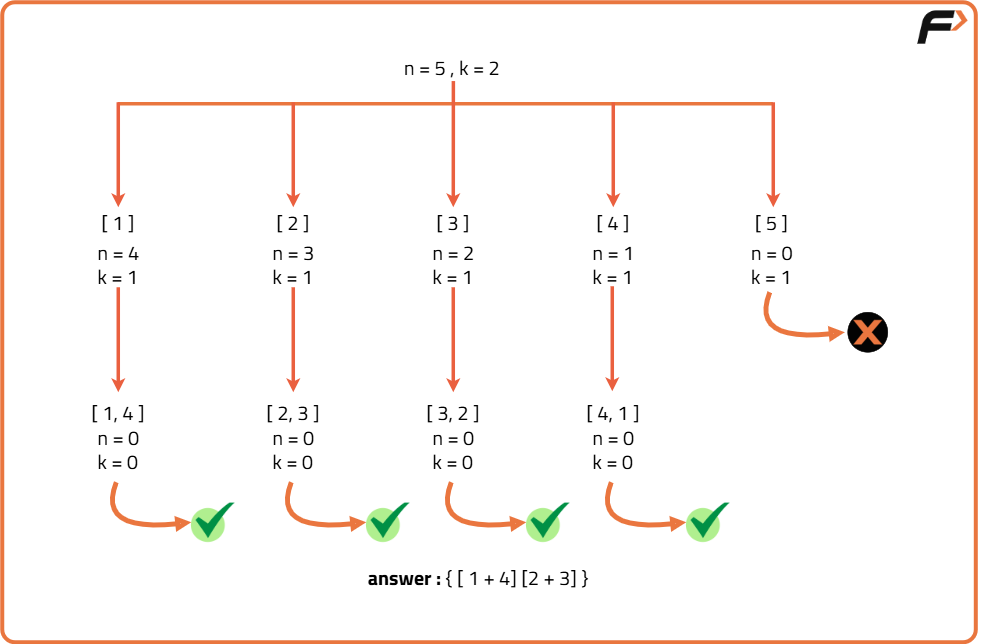 n = 5 , k = 2
[ 1 ]
n = 4
k = 1
[ 2 ]
n = 3
k = 1
[ 3 ]
n = 2
k = 1
[ 4 ]
n = 1
k = 1
[ 5 ]
n = 0
k = 1
[ 1, 4 ]
n = 0
k = 0
[ 2, 3 ]
n = 0
k = 0
[ 3, 2 ]
n = 0
k = 0
[ 4, 1 ]
n = 0
k = 0
answer : { [ 1 + 4] [2 + 3] }